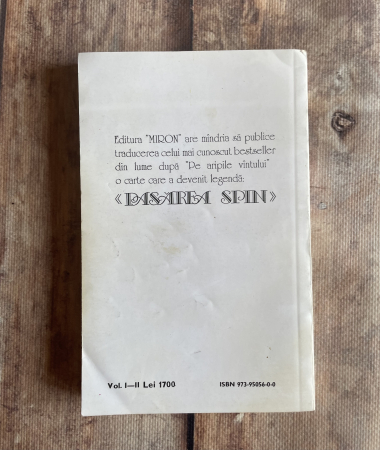 Editura "MIRON" are mîndria să publice
traducerea celui mai cunoscut bestseller
din lume după "Pe aripile vîntului"
o carte care a devenit legendă:
《PASAREA SPIN》
Vol. I—II Lei 1700
ISBN 973-95056-0-0